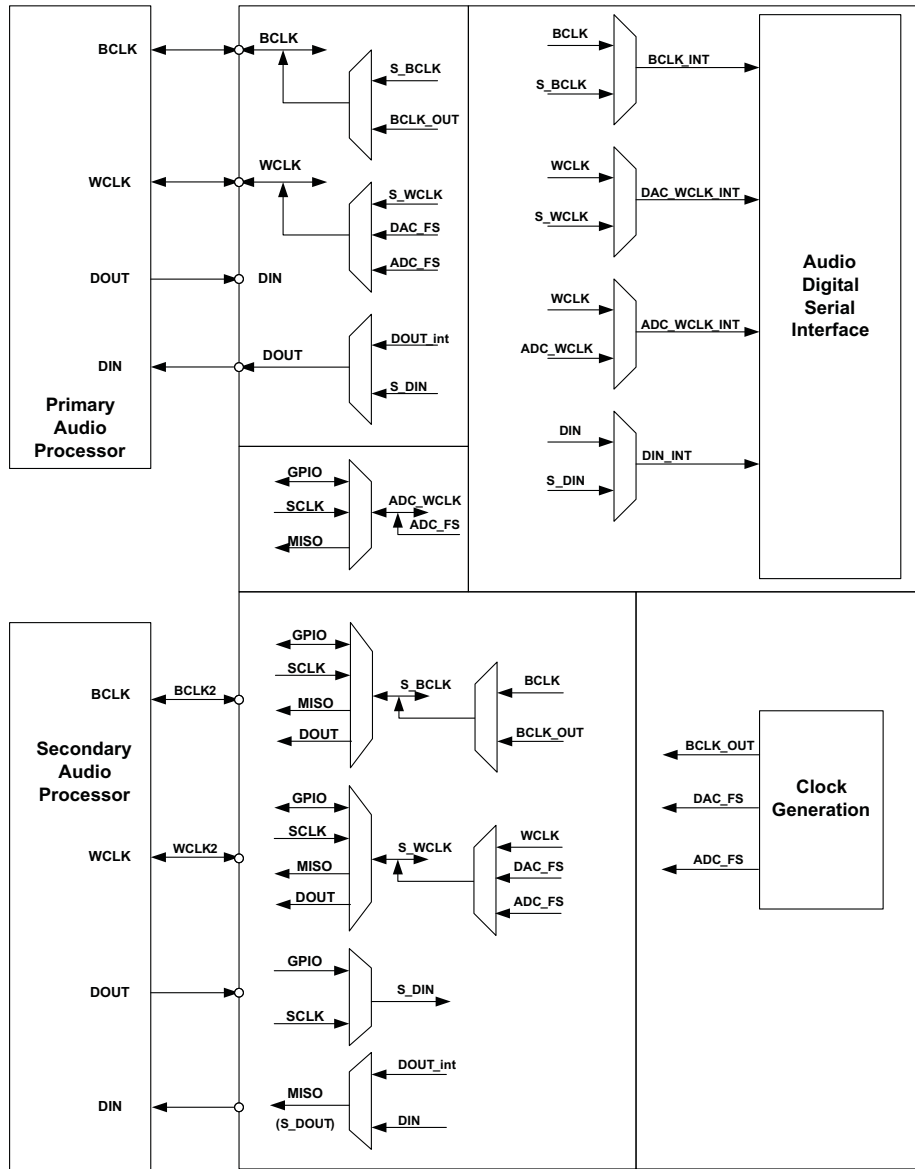 BCLK
WCLK
DOUT
DIN
Primary
Audio
Processor
BCLK
S_BCLK
BCLK_OUT
WCLK
S_WCLK
DAC_FS
ADC_FS
DIN
DOUT
DOUT_int
S_DIN
BCLK
S_BCLK
BCLK_INT
WCLK
S_WCLK
DAC_WCLK_INT
WCLK
ADC_WCLK
ADC_WCLK_INT
DIN
S_DIN
DIN_INT
Audio
Digital
Serial
Interface
GPIO
SCLK
MISO
ADC_WCLK
ADC_FS
BCLK
Secondary
Audio
Processor
WCLK
DOUT
DIN
BCLK2
WCLK2
GPIO
SCLK
MISO
DOUT
S_BCLK
BCLK
BCLK_OUT
GPIO
SCLK
MISO
DOUT
S_WCLK
WCLK
DAC_FS
ADC_FS
GPIO
SCLK
S_DIN
MISO
(S_DOUT)
DOUT_int
DIN
BCLK_OUT
DAC_FS
ADC_FS
Clock
Generation